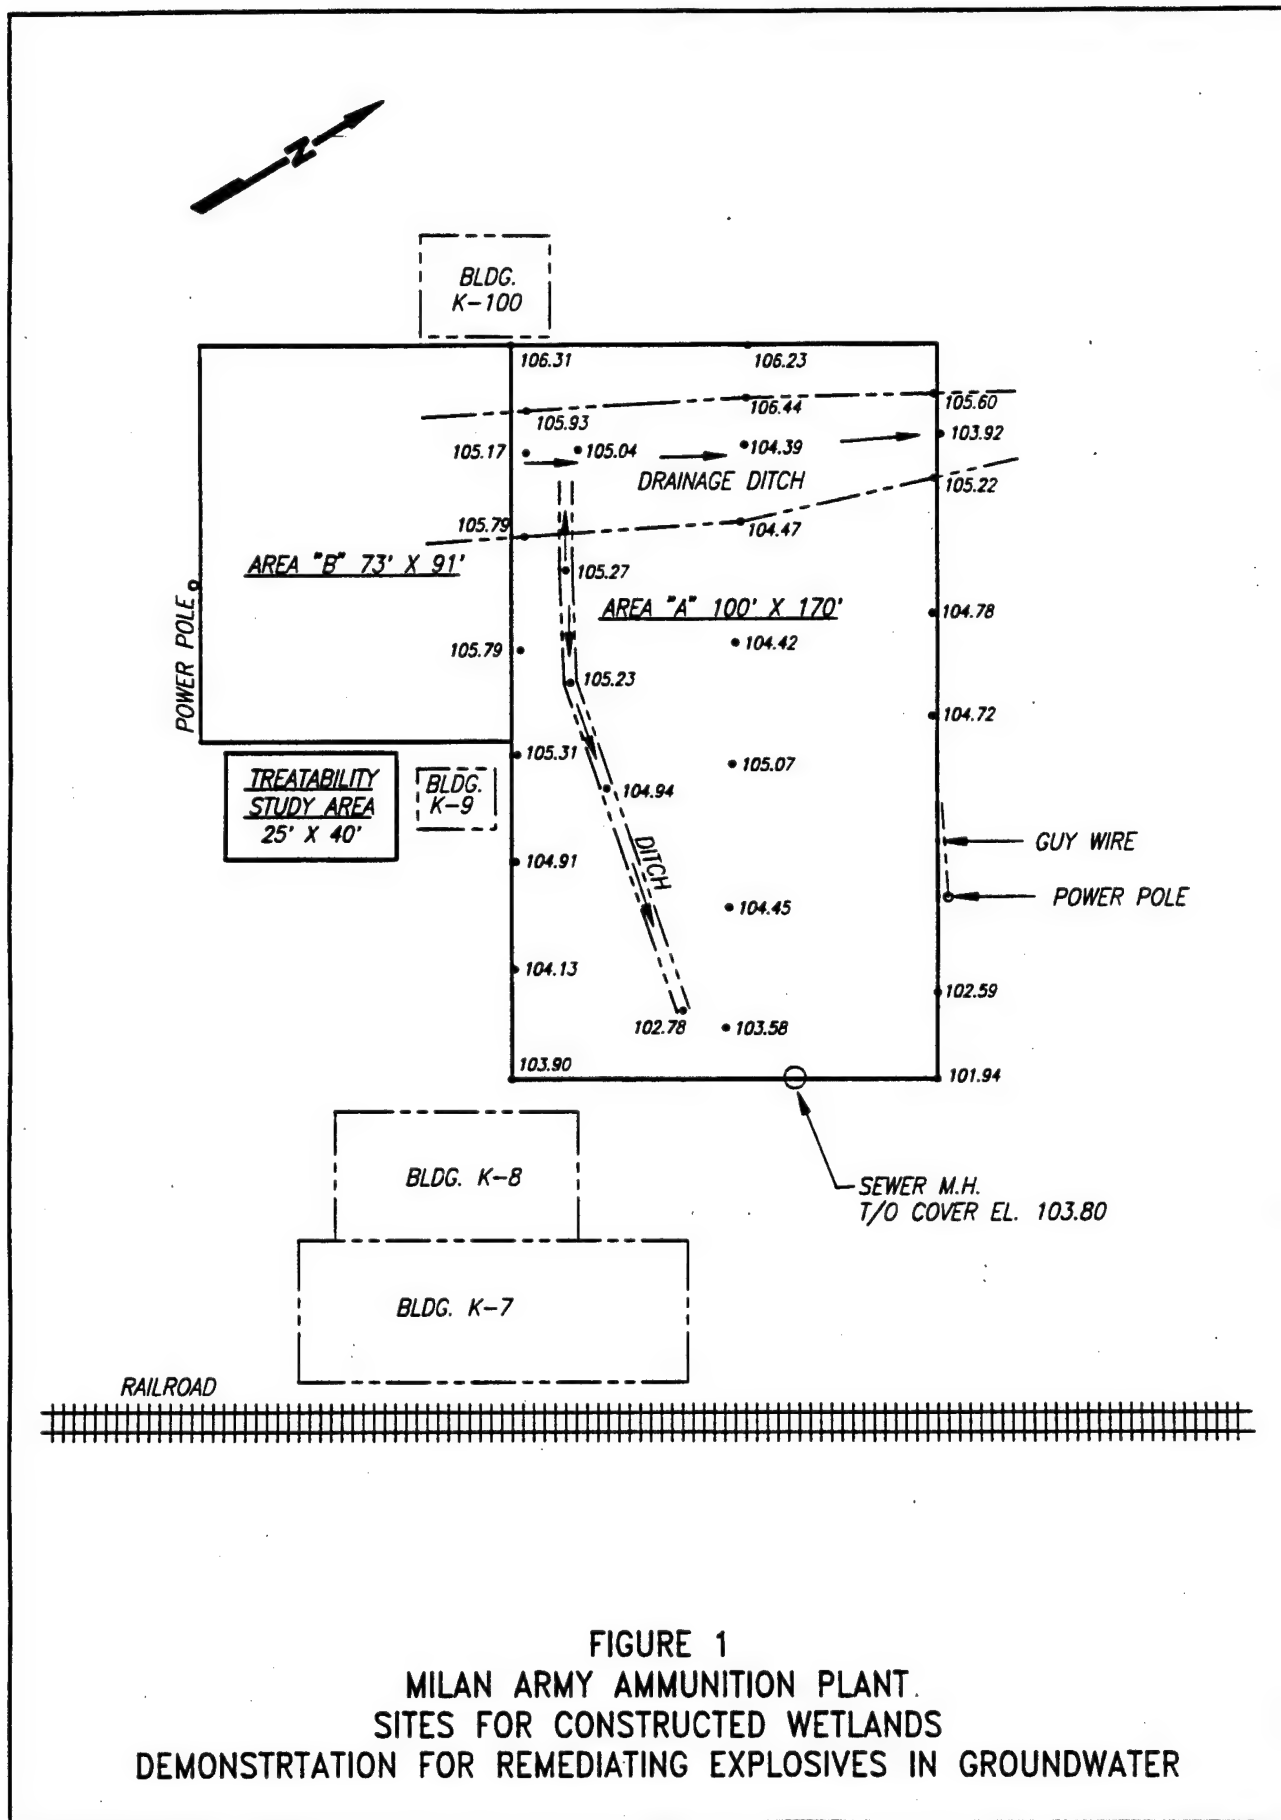 N
BLDG.
K-100
106.31
106.23
105.93
106.44
105.60
105.17
105.04
104.39
103.92
DRAINAGE DITCH
105.22
105.79
104.47
AREA "B" 73' X 91'
105.27
POWER POLE
AREA "A" 100' X 170'
104.78
105.79
104.42
105.23
104.72
105.31
105.07
TREATABILITY
STUDY AREA
25' X 40'
BLDG.
K-9
104.94
DITCH
GUY WIRE
104.91
POWER POLE
104.45
104.13
102.59
102.78
103.58
103.90
101.94
BLDG. K-8
SEWER M.H.
T/O COVER EL. 103.80
BLDG. K-7
RAILROAD
FIGURE 1
MILAN ARMY AMMUNITION PLANT
SITES FOR CONSTRUCTED WETLANDS
DEMONSTRTATION FOR REMEDIATING EXPLOSIVES IN GROUNDWATER